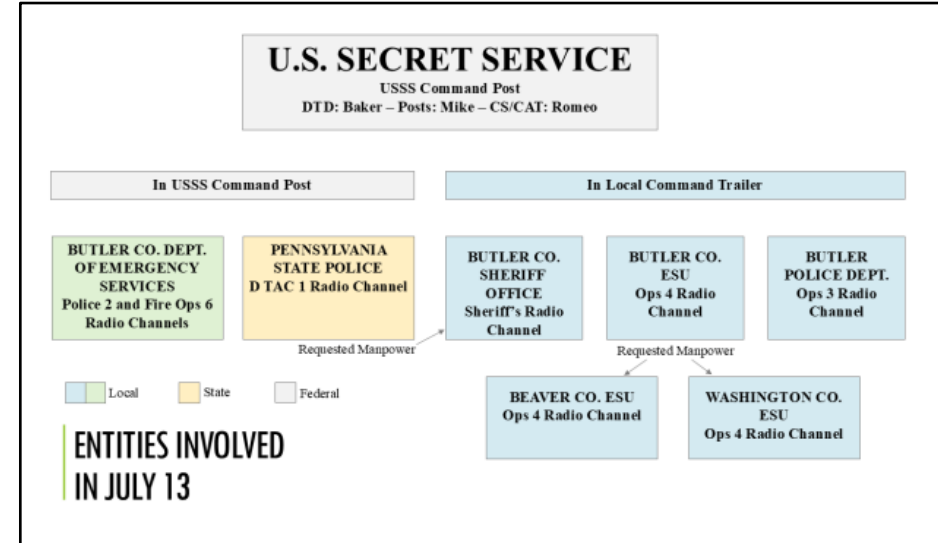 U.S. SECRET SERVICE
USSS Command Post
DTD: Baker – Posts: Mike – CS/CAT: Romeo
In USSS Command Post
In Local Command Trailer
BUTLER CO. DEPT.
OF EMERGENCY
SERVICES
Police 2 and Fire Ops 6
Radio Channels
PENNSYLVANIA
STATE POLICE
D TAC 1 Radio Channel
BUTLER CO.
SHERIFF
OFFICE
Sheriff's Radio
Channel
BUTLER CO.
ESU
Ops 4 Radio
Channel
BUTLER
POLICE DEPT.
Ops 3 Radio
Channel
Requested Manpower
Requested Manpower
BEAVER CO. ESU
Ops 4 Radio Channel
WASHINGTON CO.
ESU
Ops 4 Radio Channel
Local
State
Federal
ENTITIES INVOLVED
IN JULY 13